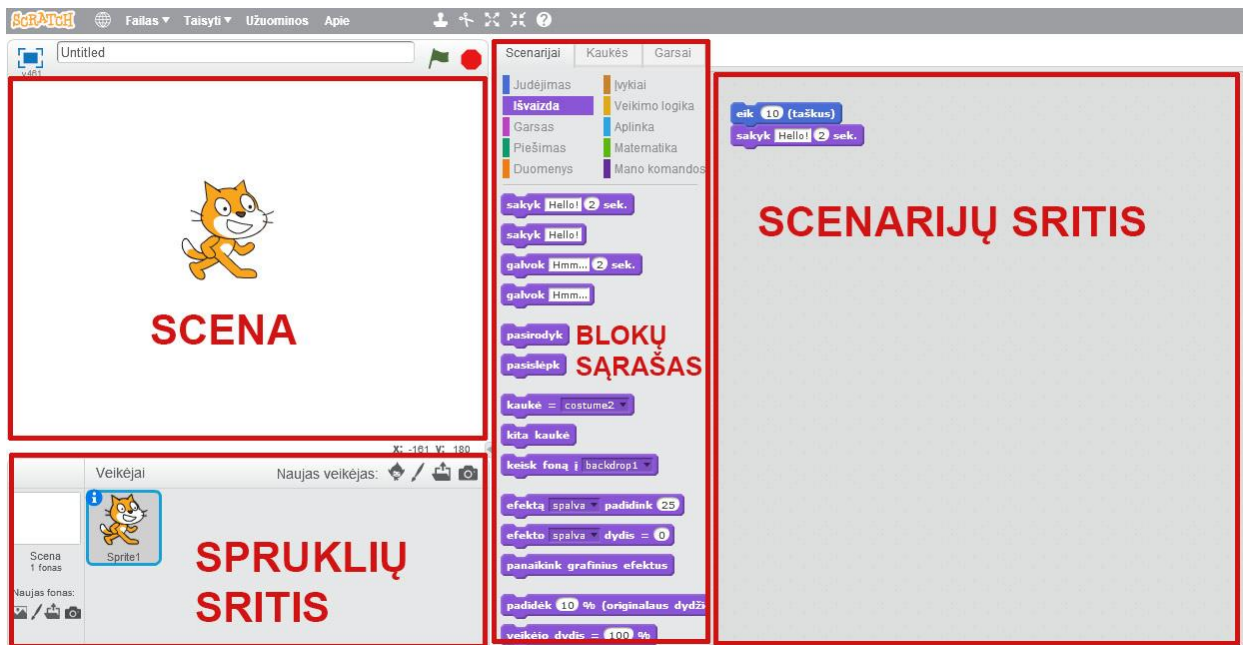 SCRATCH Failas Taisyti Užuominos Apie
Untitled
v461
SCENA
X: -161 Y: 180
Veikėjai Naujas veikėjas:
Sprite1
Scena
1 fonas
Naujas fonas:
SPRUKLIŲ
SRITIS
Scenarijai Kaukės Garsai
Judėjimas Įvykiai
Išvaizda Veikimo logika
Garsas Aplinka
Piešimas Matematika
Duomenys Mano komandos
sakyk Hello! 2 sek.
sakyk Hello!
galvok Hmm... 2 sek.
galvok Hmm...
pasirodyk
pasislėpk
BLOKŲ
SĄRAŠAS
kaukė = costume2
kita kaukė
keisk foną į backdrop1
efektą spalva padidink 25
efekto spalva dydis = 0
panaikink grafinius efektus
padidėk 10 % (originalaus dydži
veikėjo dydis = 100 %
eik 10 (taškus)
sakyk Hello! 2 sek.
SCENARIJŲ SRITIS